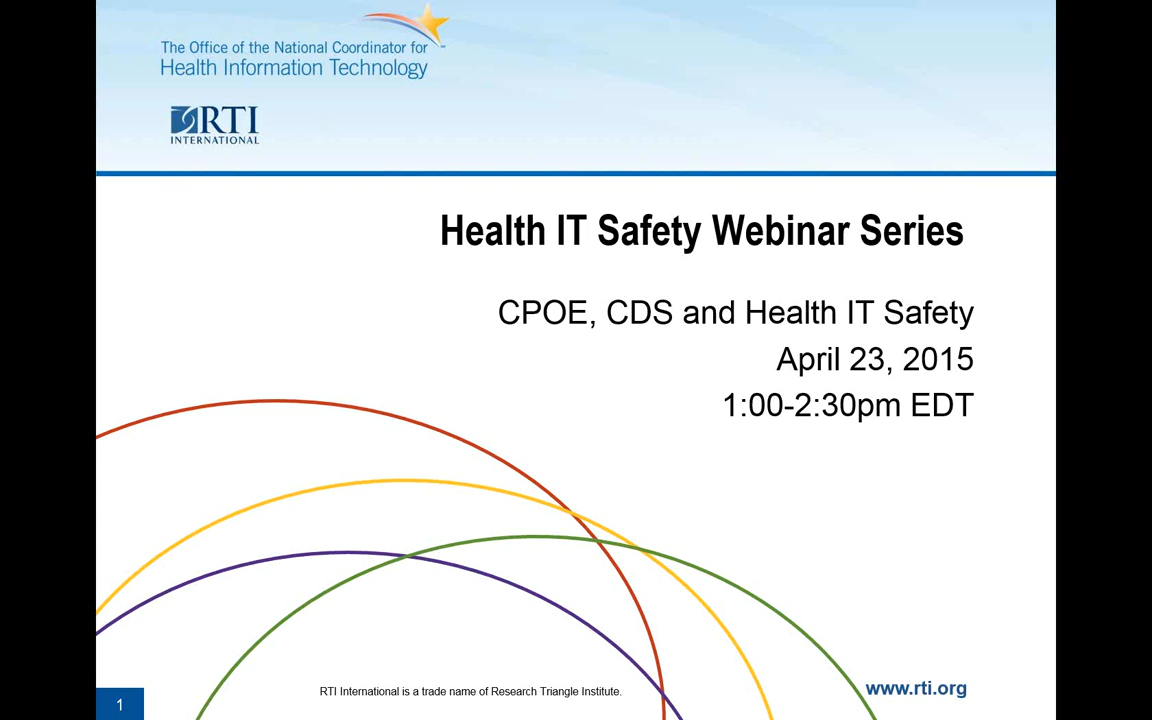 The Office of the National Coordinator for
Health Information Technology
RTI
INTERNATIONAL
Health IT Safety Webinar Series
CPOE, CDS and Health IT Safety
April 23, 2015
1:00-2:30pm EDT
RTI International is a trade name of Research Triangle Institute.
www.rti.org
1